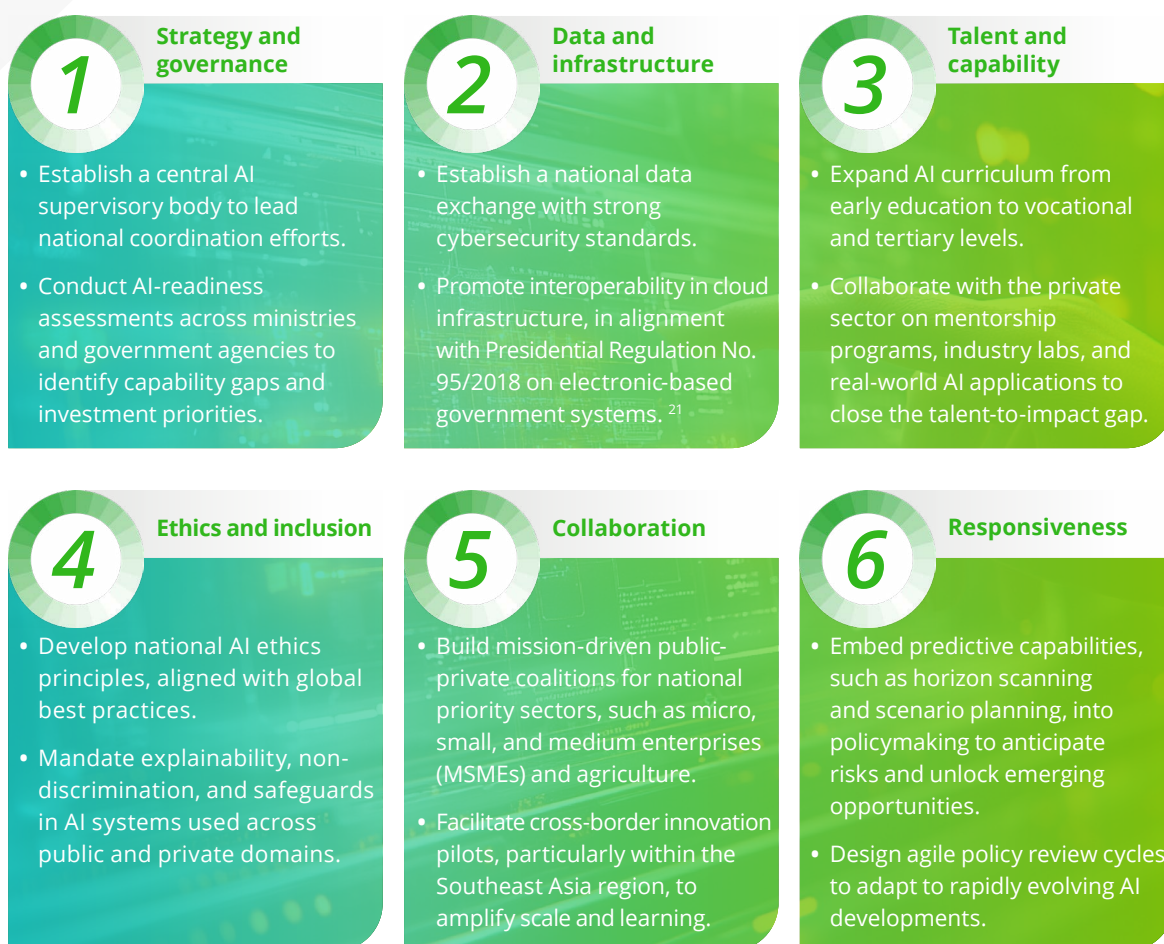 1
Strategy and
governance
• Establish a central AI
supervisory body to lead
national coordination efforts.
• Conduct AI-readiness
assessments across ministries
and government agencies to
identify capability gaps and
investment priorities.
2
Data and
infrastructure
• Establish a national data
exchange with strong
cybersecurity standards.
• Promote interoperability in cloud
infrastructure, in alignment
with Presidential Regulation No.
95/2018 on electronic-based
government systems. 21
3
Talent and
capability
• Expand AI curriculum from
early education to vocational
and tertiary levels.
• Collaborate with the private
sector on mentorship
programs, industry labs, and
real-world AI applications to
close the talent-to-impact gap.
4
Ethics and inclusion
• Develop national AI ethics
principles, aligned with global
best practices.
• Mandate explainability, non-
discrimination, and safeguards
in AI systems used across
public and private domains.
5
Collaboration
• Build mission-driven public-
private coalitions for national
priority sectors, such as micro,
small, and medium enterprises
(MSMEs) and agriculture.
• Facilitate cross-border innovation
pilots, particularly within the
Southeast Asia region, to
amplify scale and learning.
6
Responsiveness
• Embed predictive capabilities,
such as horizon scanning
and scenario planning, into
policymaking to anticipate
risks and unlock emerging
opportunities.
• Design agile policy review cycles
to adapt to rapidly evolving AI
developments.